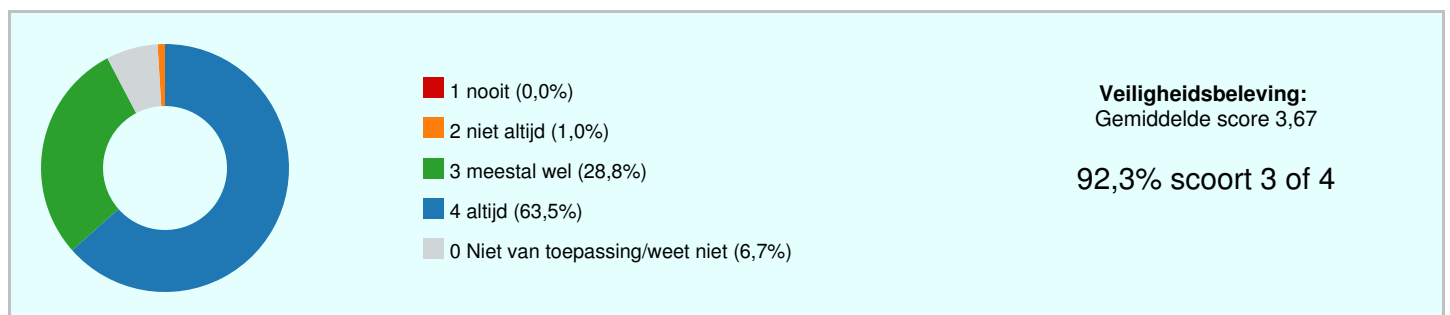 1 nooit (0,0%)
2 niet altijd (1,0%)
3 meestal wel (28,8%)
4 altijd (63,5%)
0 Niet van toepassing/weet niet (6,7%)
Veiligheidsbeleving:
Gemiddelde score 3,67
92,3% scoort 3 of 4